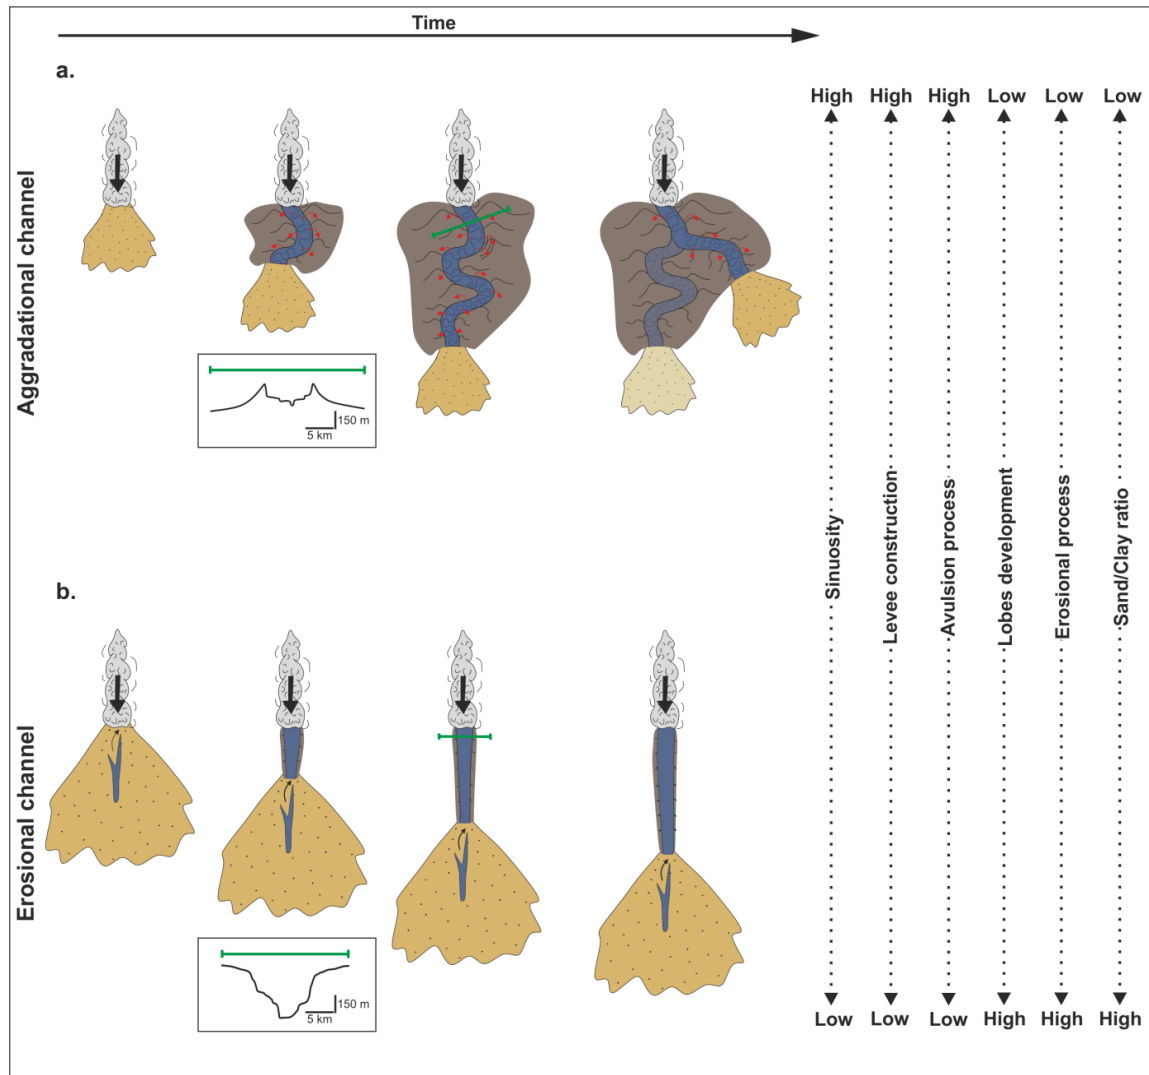 Time
a.
Aggradational channel
150 m
5 km
b.
Erosional channel
150 m
5 km
High High High Low Low Low
Sinuosity
Levee construction
Avulsion process
Lobes development
Erosional process
Sand/Clay ratio
Low Low Low High High High